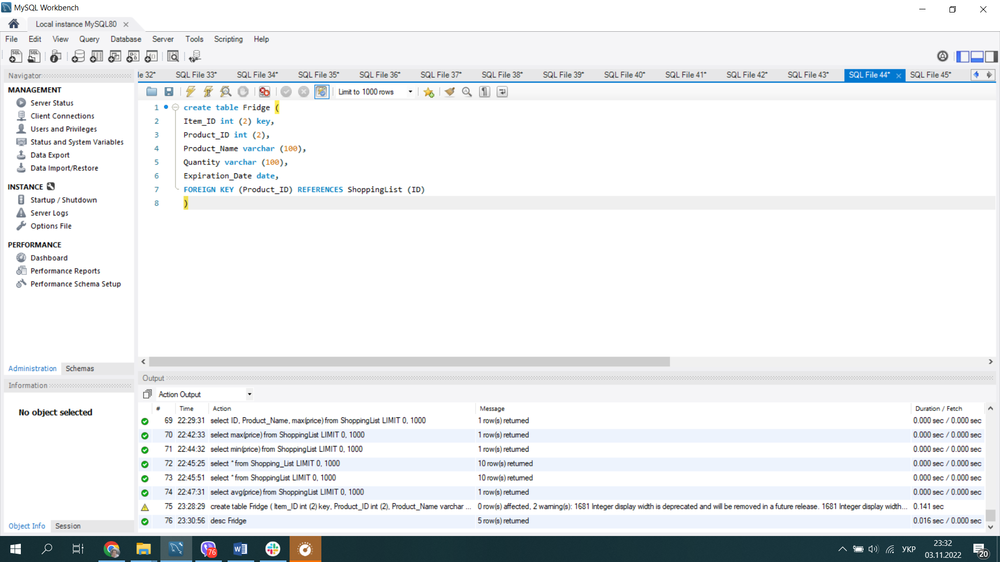 MySQL Workbench
Local instance MySQL80
File Edit View Query Database Server Tools Scripting Help
Navigator
le 32* SQL File 33* SQL File 34* SQL File 35* SQL File 36* SQL File 37* SQL File 38* SQL File 39* SQL File 40* SQL File 41* SQL File 42* SQL File 43* SQL File 44* SQL File 45*
MANAGEMENT
Server Status
Client Connections
Users and Privileges
Status and System Variables
Data Export
Data Import/Restore
INSTANCE
Startup / Shutdown
Server Logs
Options File
PERFORMANCE
Dashboard
Performance Reports
Performance Schema Setup
Administration Schemas
Information
No object selected
Object Info Session
Limit to 1000 rows
1 create table Fridge (
2 Item_ID int (2) key,
3 Product_ID int (2),
4 Product_Name varchar (100),
5 Quantity varchar (100),
6 Expiration_Date date,
7 FOREIGN KEY (Product_ID) REFERENCES ShoppingList (ID)
8 )
Output
Action Output
# Time Action Message Duration / Fetch
69 22:29:31 select ID, Product_Name, max(price) from ShoppingList LIMIT 0, 1000 1 row(s) returned 0.000 sec / 0.000 sec
70 22:42:33 select max(price) from ShoppingList LIMIT 0, 1000 1 row(s) returned 0.000 sec / 0.000 sec
71 22:44:32 select min(price) from ShoppingList LIMIT 0, 1000 1 row(s) returned 0.000 sec / 0.000 sec
72 22:45:25 select * from Shopping_List LIMIT 0, 1000 10 row(s) returned 0.000 sec / 0.000 sec
73 22:45:51 select * from ShoppingList LIMIT 0, 1000 10 row(s) returned 0.000 sec / 0.000 sec
74 22:47:31 select avg(price) from ShoppingList LIMIT 0, 1000 1 row(s) returned 0.000 sec / 0.000 sec
75 23:28:29 create table Fridge ( Item_ID int (2) key, Product_ID int (2), Product_Name varchar ... 0 row(s) affected, 2 warning(s): 1681 Integer display width is deprecated and will be removed in a future release. 1681 Integer display width... 0.141 sec
76 23:30:56 desc Fridge 5 row(s) returned 0.016 sec / 0.000 sec
76
УКР
23:32
03.11.2022
20